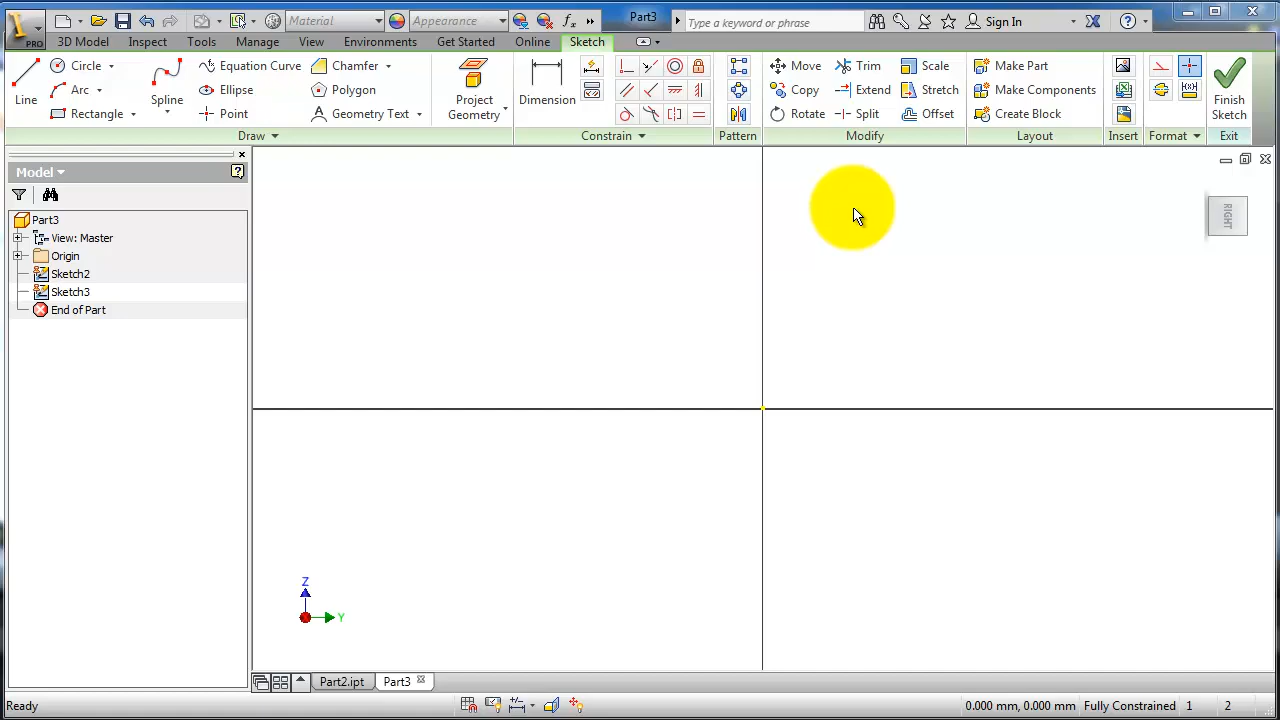 Material
Appearance
Part3
Type a keyword or phrase
Sign In
PRO
3D Model
Inspect
Tools
Manage
View
Environments
Get Started
Online
Sketch
Line
Circle
Arc
Rectangle
Spline
Equation Curve
Ellipse
Point
Chamfer
Polygon
Geometry Text
Project
Geometry
Dimension
Move
Copy
Rotate
Trim
Extend
Split
Scale
Stretch
Offset
Make Part
Make Components
Create Block
Finish
Sketch
Draw
Constrain
Pattern
Modify
Layout
Insert
Format
Exit
Model
Part3
View: Master
Origin
Sketch2
Sketch3
End of Part
RIGHT
Z
Y
Part2.ipt
Part3
Ready
0.000 mm, 0.000 mm
Fully Constrained
1
2